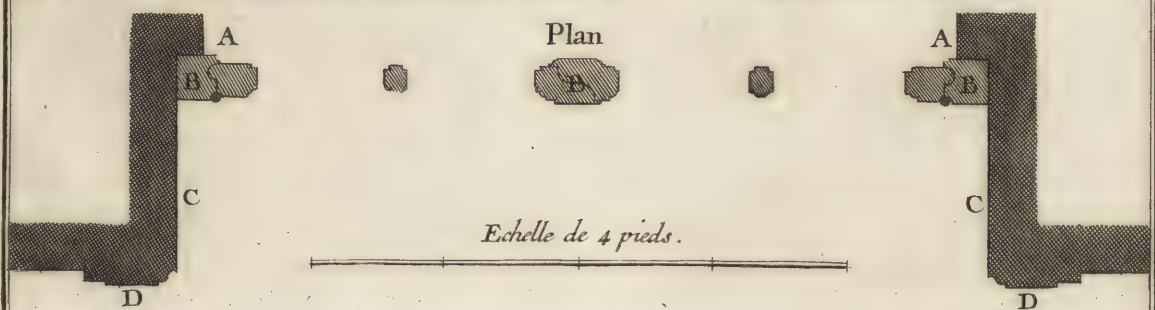 Plan
A A
B B B
C C
Echelle de 4 pieds.
D D